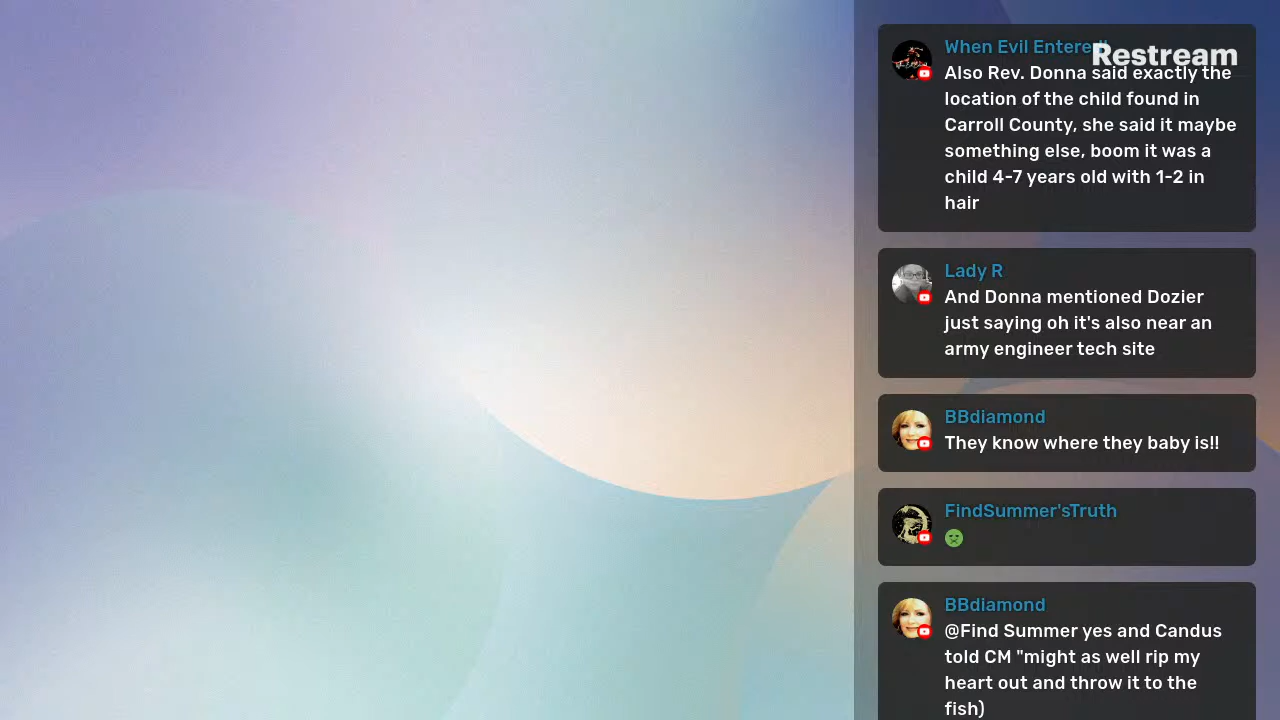 When Evil Entered!
Restream
Also Rev. Donna said exactly the
location of the child found in
Carroll County, she said it maybe
something else, boom it was a
child 4-7 years old with 1-2 in
hair
Lady R
And Donna mentioned Dozier
just saying oh it's also near an
army engineer tech site
BBdiamond
They know where they baby is!!
FindSummer'sTruth
BBdiamond
@Find Summer yes and Candus
told CM "might as well rip my
heart out and throw it to the
fish)